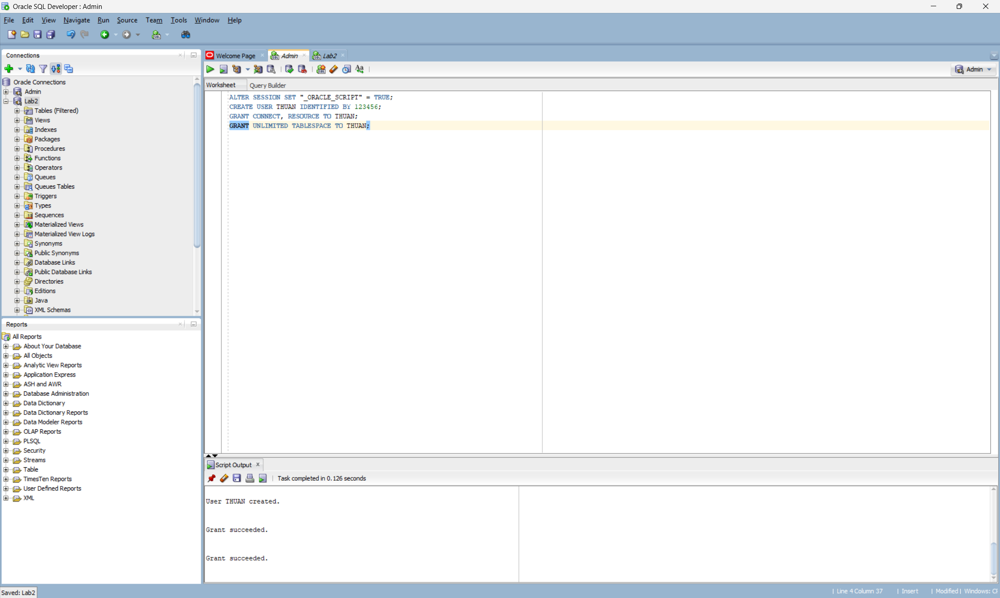 Oracle SQL Developer : Admin
File Edit View Navigate Run Source Team Tools Window Help
Connections
Oracle Connections
Admin
Lab2
Tables (Filtered)
Views
Indexes
Packages
Procedures
Functions
Operators
Queues
Queues Tables
Triggers
Types
Sequences
Materialized Views
Materialized View Logs
Synonyms
Public Synonyms
Database Links
Public Database Links
Directories
Editions
Java
XML Schemas
Reports
All Reports
About Your Database
All Objects
Analytic View Reports
Application Express
ASH and AWR
Database Administration
Data Dictionary
Data Dictionary Reports
Data Modeler Reports
OLAP Reports
PLSQL
Security
Streams
Table
TimesTen Reports
User Defined Reports
XML
Welcome Page Admin Lab2
Admin
Worksheet Query Builder
ALTER SESSION SET "_ORACLE_SCRIPT" = TRUE;
CREATE USER THUAN IDENTIFIED BY 123456;
GRANT CONNECT, RESOURCE TO THUAN;
GRANT UNLIMITED TABLESPACE TO THUAN;
Script Output
Task completed in 0.126 seconds
User THUAN created.
Grant succeeded.
Grant succeeded.
Saved: Lab2
Line 4 Column 37 Insert Modified Windows: C